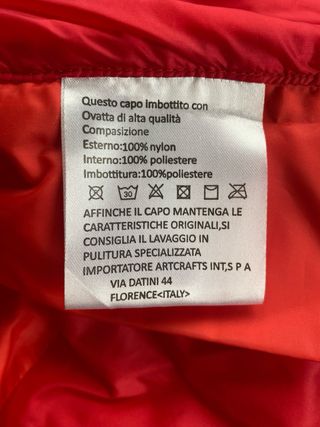 Questo capo Imbottito con
Ovatta di alta qualità
Compasizione
Esterno:100% nylon
Interno:100% poliestere
Imbottitura:100%poliestere
30
AFFINCHE IL CAPO MANTENGA LE
CARATTERISTICHE ORIGINALI,SI
CONSIGLIA IL LAVAGGIO IN
PULITURA SPECIALIZZATA
IMPORTATORE ARTCRAFTS INT,S P A
VIA DATINI 44
FLORENCE<ITALY>